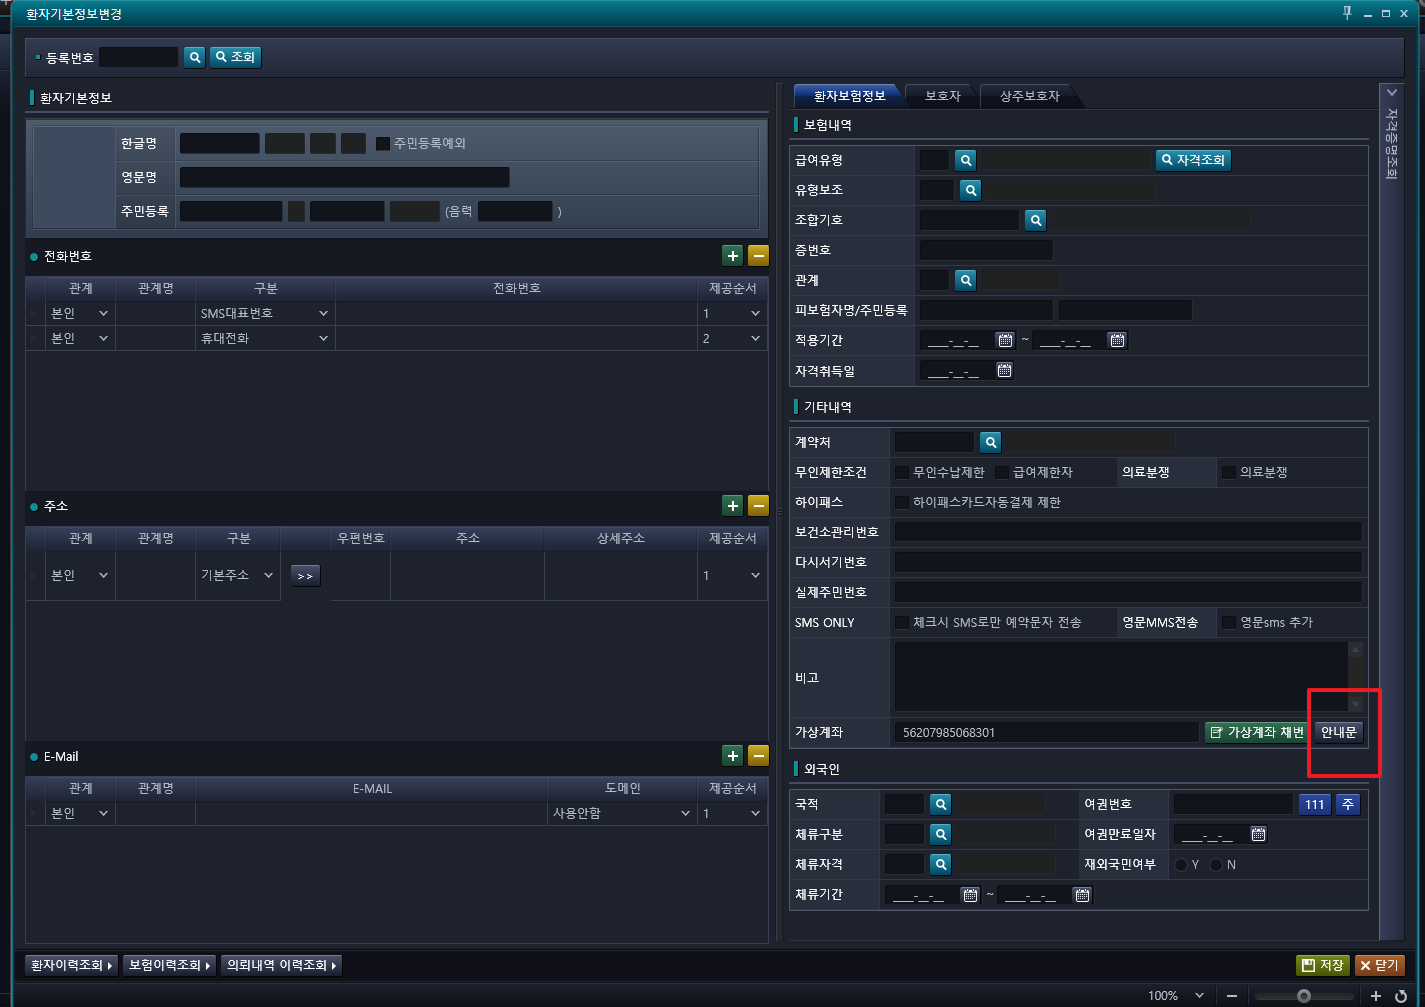 환자기본정보변경
등록번호 조회
환자기본정보
한글명 주민등록예외
영문명
주민등록 (음력 )
전화번호
관계 관계명 구분 전화번호 제공순서
본인 SMS대표번호 1
본인 휴대전화 2
주소
관계 관계명 구분 우편번호 주소 상세주소 제공순서
본인 기본주소 >> 1
E-Mail
관계 관계명 E-MAIL 도메인 제공순서
본인 사용안함 1
환자보험정보 보호자 상주보호자
자격증명조회
보험내역
급여유형 자격조회
유형보조
조합기호
증번호
관계
피보험자명/주민등록
적용기간 ____-__-__ ~ ____-__-__
자격취득일 ____-__-__
기타내역
계약처
무인제한조건 무인수납제한 급여제한자 의료분쟁 의료분쟁
하이패스 하이패스카드자동결제 제한
보건소관리번호
다시서기번호
실제주민번호
SMS ONLY 체크시 SMS로만 예약문자 전송 영문MMS전송 영문sms 추가
비고
가상계좌 56207985068301 가상계좌 채번 안내문
외국인
국적 여권번호 111 주
체류구분 여권만료일자 ____-__-__
체류자격 재외국민여부 Y N
체류기간 ____-__-__ ~ ____-__-__
환자이력조회 보험이력조회 의뢰내역 이력조회 저장 닫기
100%